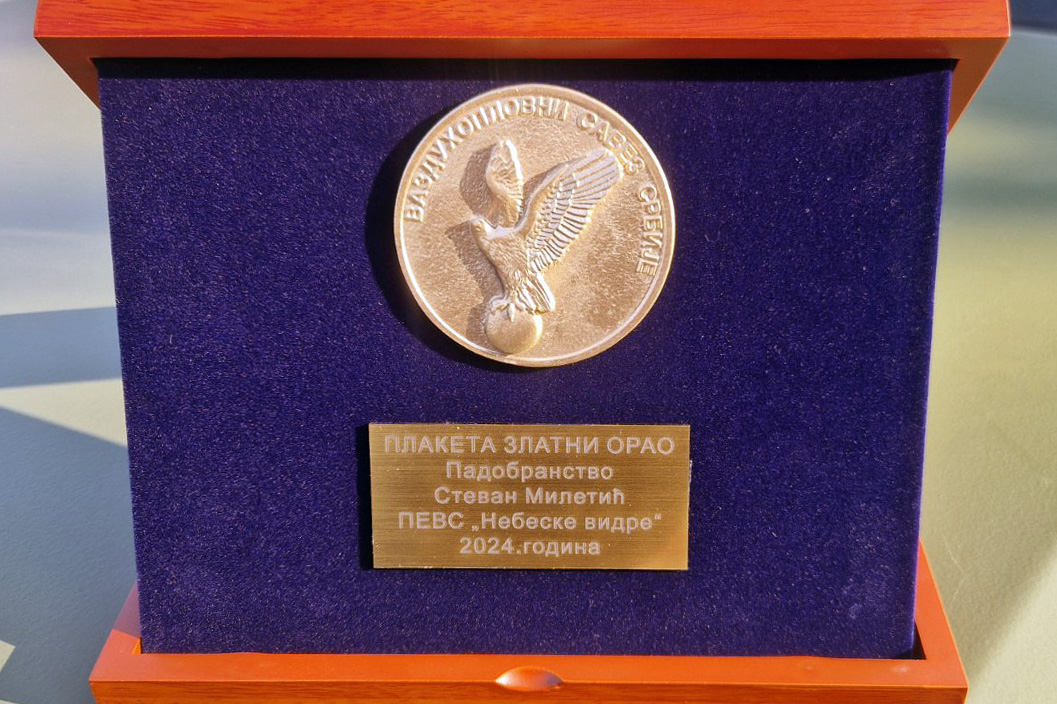 ВАЗДУХОПЛОВНИ САВЕЗ СРБИЈЕ
ПЛАКЕТА ЗЛАТНИ ОРАО
Падобранство
Стеван Милетић
ПЕВС „Небеске видре“
2024.година